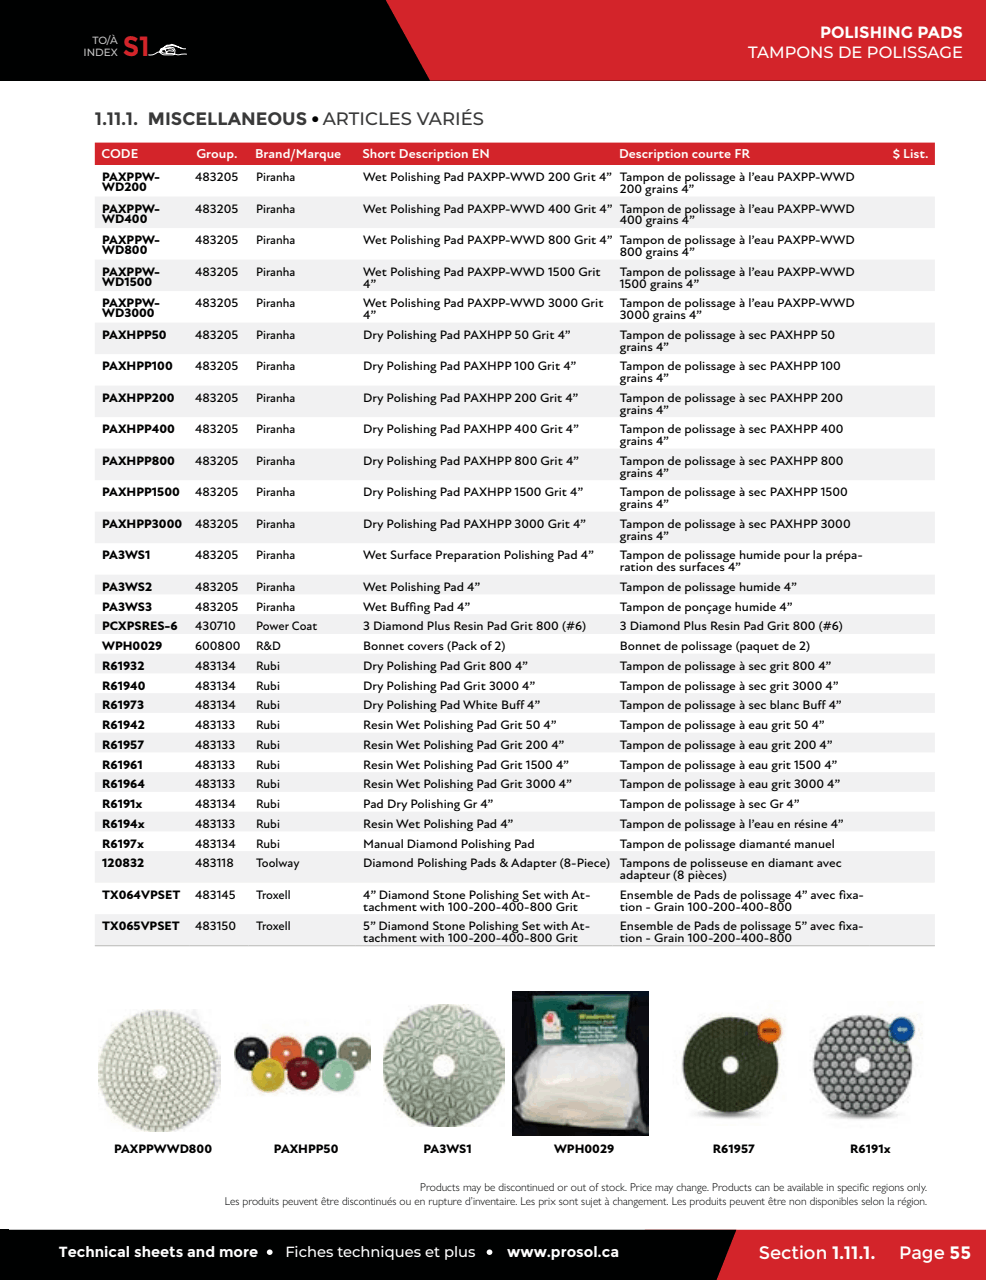 TO/À
INDEX S1
POLISHING PADS
TAMPONS DE POLISSAGE
1.11.1. MISCELLANEOUS • ARTICLES VARIÉS
CODE Group. Brand/Marque Short Description EN Description courte FR $ List.
PAXPPW- 483205 Piranha Wet Polishing Pad PAXPP-WWD 200 Grit 4” Tampon de polissage à l’eau PAXPP-WWD
WD200 200 grains 4”
PAXPPW- 483205 Piranha Wet Polishing Pad PAXPP-WWD 400 Grit 4” Tampon de polissage à l’eau PAXPP-WWD
WD400 400 grains 4”
PAXPPW- 483205 Piranha Wet Polishing Pad PAXPP-WWD 800 Grit 4” Tampon de polissage à l’eau PAXPP-WWD
WD800 800 grains 4”
PAXPPW- 483205 Piranha Wet Polishing Pad PAXPP-WWD 1500 Grit Tampon de polissage à l’eau PAXPP-WWD
WD1500 4” 1500 grains 4”
PAXPPW- 483205 Piranha Wet Polishing Pad PAXPP-WWD 3000 Grit Tampon de polissage à l’eau PAXPP-WWD
WD3000 4” 3000 grains 4”
PAXHPP50 483205 Piranha Dry Polishing Pad PAXHPP 50 Grit 4” Tampon de polissage à sec PAXHPP 50
grains 4”
PAXHPP100 483205 Piranha Dry Polishing Pad PAXHPP 100 Grit 4” Tampon de polissage à sec PAXHPP 100
grains 4”
PAXHPP200 483205 Piranha Dry Polishing Pad PAXHPP 200 Grit 4” Tampon de polissage à sec PAXHPP 200
grains 4”
PAXHPP400 483205 Piranha Dry Polishing Pad PAXHPP 400 Grit 4” Tampon de polissage à sec PAXHPP 400
grains 4”
PAXHPP800 483205 Piranha Dry Polishing Pad PAXHPP 800 Grit 4” Tampon de polissage à sec PAXHPP 800
grains 4”
PAXHPP1500 483205 Piranha Dry Polishing Pad PAXHPP 1500 Grit 4” Tampon de polissage à sec PAXHPP 1500
grains 4”
PAXHPP3000 483205 Piranha Dry Polishing Pad PAXHPP 3000 Grit 4” Tampon de polissage à sec PAXHPP 3000
grains 4”
PA3WS1 483205 Piranha Wet Surface Preparation Polishing Pad 4” Tampon de polissage humide pour la prépa-
ration des surfaces 4”
PA3WS2 483205 Piranha Wet Polishing Pad 4” Tampon de polissage humide 4”
PA3WS3 483205 Piranha Wet Buffing Pad 4” Tampon de ponçage humide 4”
PCXPSRES-6 430710 Power Coat 3 Diamond Plus Resin Pad Grit 800 (#6) 3 Diamond Plus Resin Pad Grit 800 (#6)
WPH0029 600800 R&D Bonnet covers (Pack of 2) Bonnet de polissage (paquet de 2)
R61932 483134 Rubi Dry Polishing Pad Grit 800 4” Tampon de polissage à sec grit 800 4”
R61940 483134 Rubi Dry Polishing Pad Grit 3000 4” Tampon de polissage à sec grit 3000 4”
R61973 483134 Rubi Dry Polishing Pad White Buff 4” Tampon de polissage à sec blanc Buff 4”
R61942 483133 Rubi Resin Wet Polishing Pad Grit 50 4” Tampon de polissage à eau grit 50 4”
R61957 483133 Rubi Resin Wet Polishing Pad Grit 200 4” Tampon de polissage à eau grit 200 4”
R61961 483133 Rubi Resin Wet Polishing Pad Grit 1500 4” Tampon de polissage à eau grit 1500 4”
R61964 483133 Rubi Resin Wet Polishing Pad Grit 3000 4” Tampon de polissage à eau grit 3000 4”
R6191x 483134 Rubi Pad Dry Polishing Gr 4” Tampon de polissage à sec Gr 4”
R6194x 483133 Rubi Resin Wet Polishing Pad 4” Tampon de polissage à l’eau en résine 4”
R6197x 483134 Rubi Manual Diamond Polishing Pad Tampon de polissage diamanté manuel
120832 483118 Toolway Diamond Polishing Pads & Adapter (8-Piece) Tampons de polisseuse en diamant avec
adapteur (8 pièces)
TX064VPSET 483145 Troxell 4” Diamond Stone Polishing Set with At- Ensemble de Pads de polissage 4” avec fixa-
tachment with 100-200-400-800 Grit tion - Grain 100-200-400-800
TX065VPSET 483150 Troxell 5” Diamond Stone Polishing Set with At- Ensemble de Pads de polissage 5” avec fixa-
tachment with 100-200-400-800 Grit tion - Grain 100-200-400-800
PAXPPWWD800 PAXHPP50 PA3WS1 WPH0029 R61957 R6191x
Products may be discontinued or out of stock. Price may change. Products can be available in specific regions only.
Les produits peuvent être discontinués ou en rupture d’inventaire. Les prix sont sujet à changement. Les produits peuvent être non disponibles selon la région.
Technical sheets and more • Fiches techniques et plus • www.prosol.ca
Section 1.11.1. Page 55